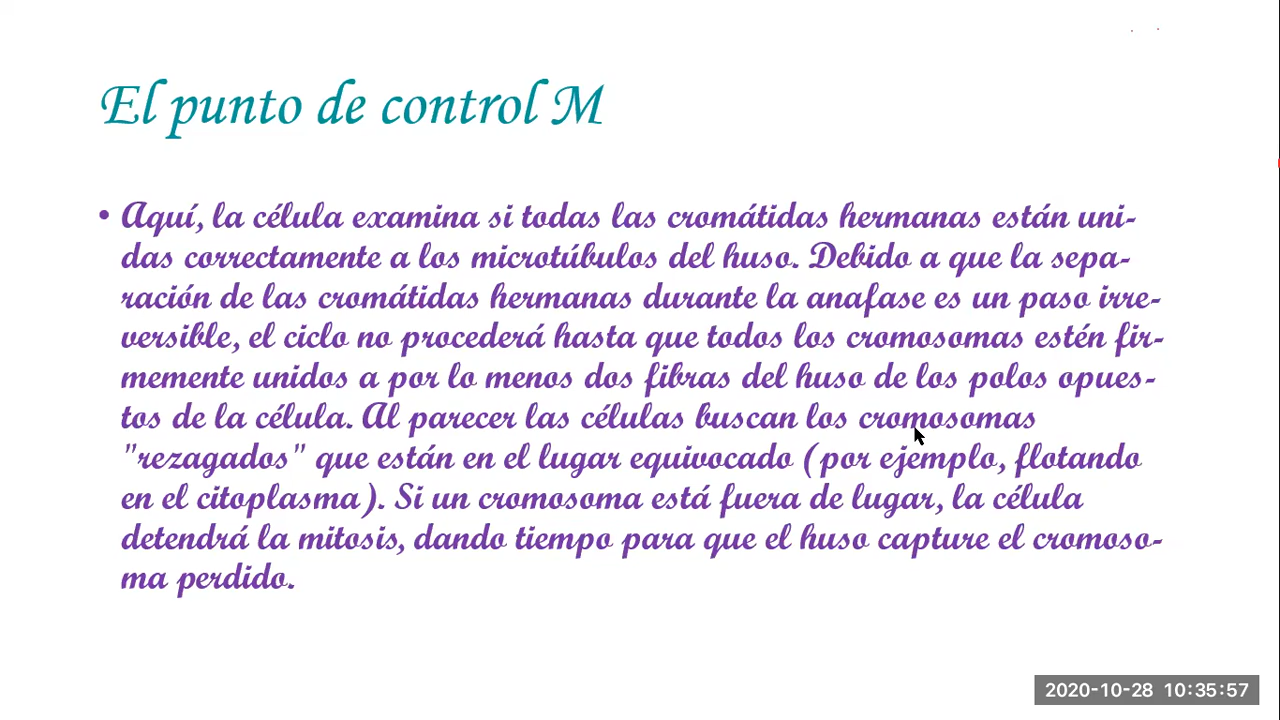 El punto de control M
• Aquí, la célula examina si todas las cromátidas hermanas están uni-
das correctamente a los microtúbulos del huso. Debido a que la sepa-
ración de las cromátidas hermanas durante la anafase es un paso irre-
versible, el ciclo no procederá hasta que todos los cromosomas estén fir-
memente unidos a por lo menos dos fibras del huso de los polos opues-
tos de la célula. Al parecer las células buscan los cromosomas
"rezagados" que están en el lugar equivocado (por ejemplo, flotando
en el citoplasma). Si un cromosoma está fuera de lugar, la célula
detendrá la mitosis, dando tiempo para que el huso capture el cromoso-
ma perdido.
2020-10-28 10:35:57